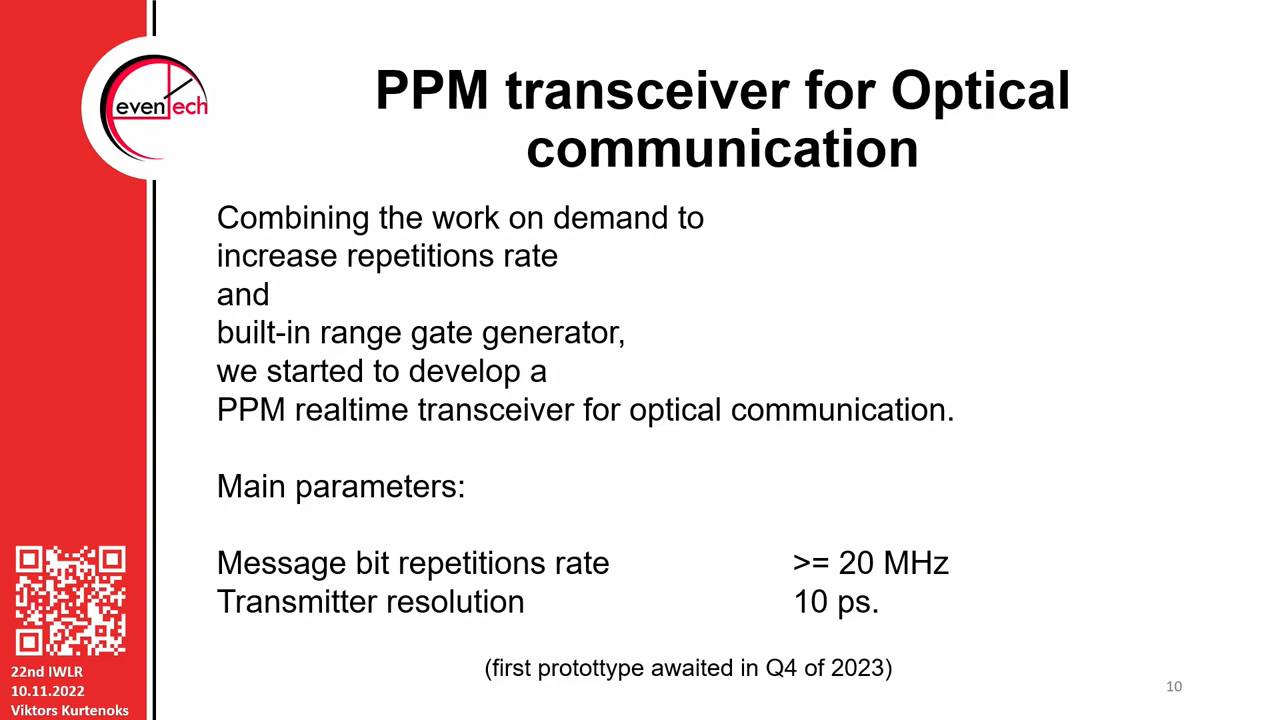 evenTech
PPM transceiver for Optical
communication
Combining the work on demand to
increase repetitions rate
and
built-in range gate generator,
we started to develop a
PPM realtime transceiver for optical communication.
Main parameters:
Message bit repetitions rate >= 20 MHz
Transmitter resolution 10 ps.
(first protottype awaited in Q4 of 2023)
22nd IWLR
10.11.2022
Viktors Kurtenoks
10